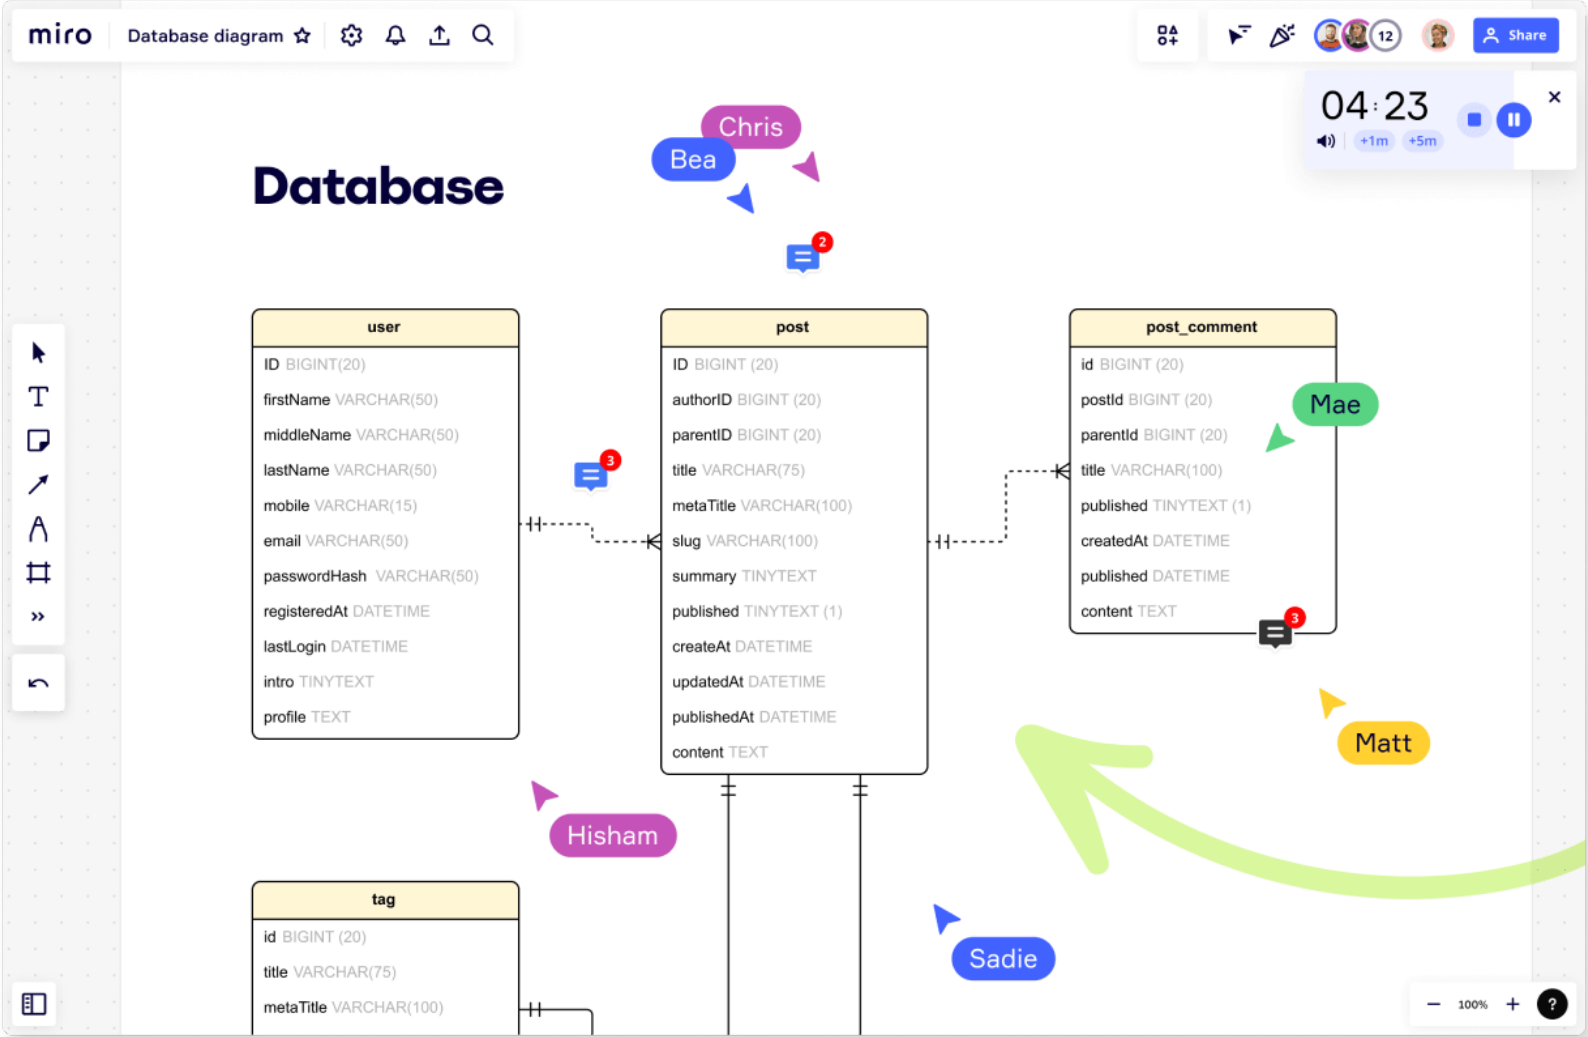 miro
Database diagram
12
Share
04:23
+1m +5m
Chris
Bea
Database
2
user
ID BIGINT(20)
firstName VARCHAR(50)
middleName VARCHAR(50)
lastName VARCHAR(50)
mobile VARCHAR(15)
email VARCHAR(50)
passwordHash VARCHAR(50)
registeredAt DATETIME
lastLogin DATETIME
intro TINYTEXT
profile TEXT
3
post
ID BIGINT (20)
authorID BIGINT (20)
parentID BIGINT (20)
title VARCHAR(75)
metaTitle VARCHAR(100)
slug VARCHAR(100)
summary TINYTEXT
published TINYTEXT (1)
createAt DATETIME
updatedAt DATETIME
publishedAt DATETIME
content TEXT
post_comment
id BIGINT (20)
postId BIGINT (20)
parentId BIGINT (20)
title VARCHAR(100)
published TINYTEXT (1)
createdAt DATETIME
published DATETIME
content TEXT
Mae
3
Matt
Hisham
Sadie
tag
id BIGINT (20)
title VARCHAR(75)
metaTitle VARCHAR(100)
− 100% + ?